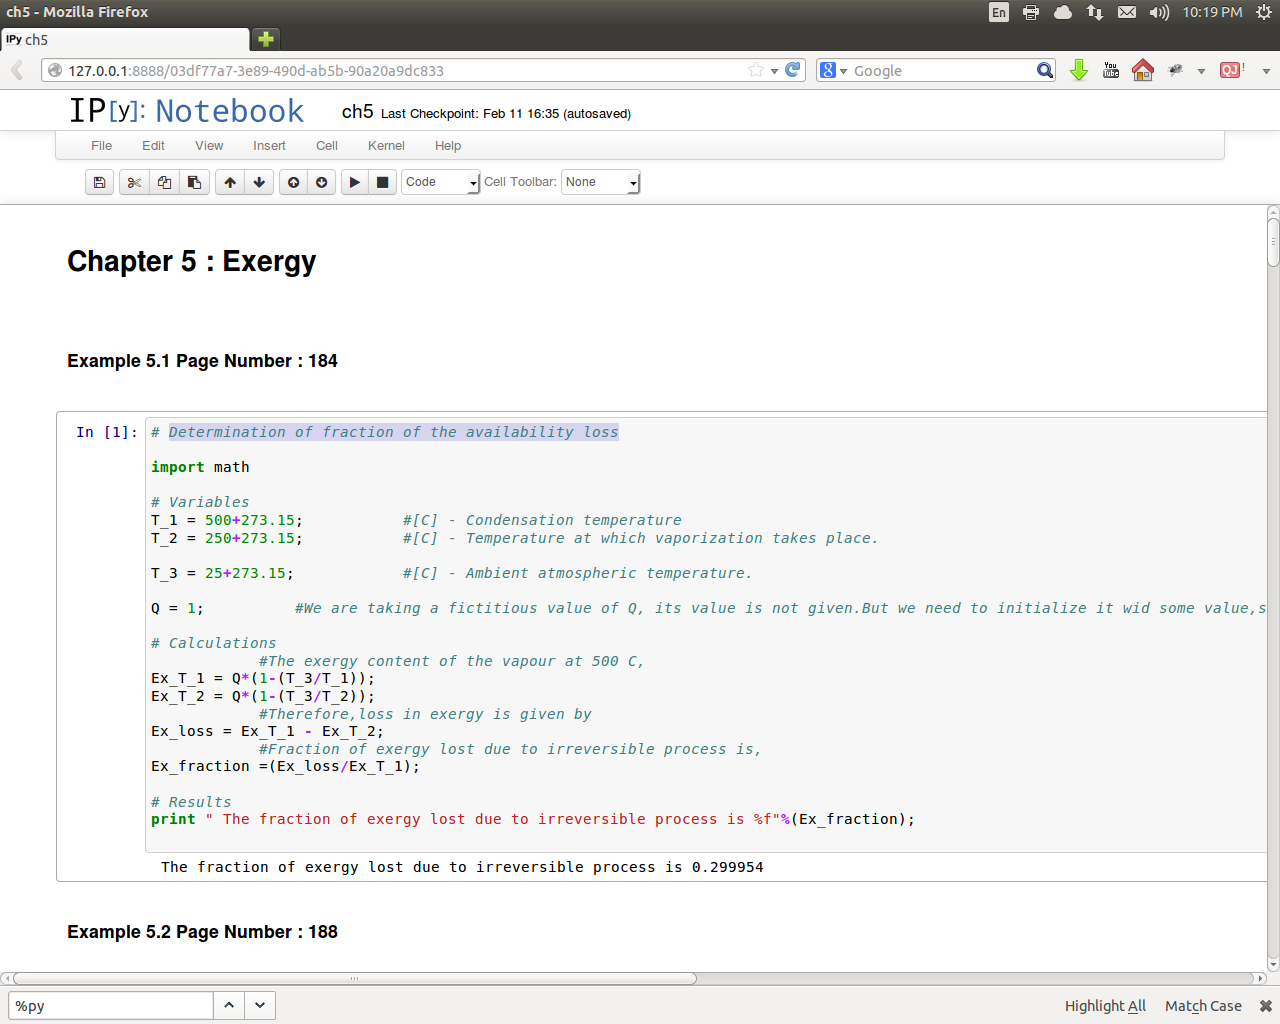 ch5 - Mozilla Firefox
En
10:19 PM
IPy ch5
127.0.0.1:8888/03df77a7-3e89-490d-ab5b-90a20a9dc833
8
Google
You Tube
QJ !
IP[y]: Notebook
ch5 Last Checkpoint: Feb 11 16:35 (autosaved)
File Edit View Insert Cell Kernel Help
Code
Cell Toolbar: None
Chapter 5 : Exergy
Example 5.1 Page Number : 184
In [1]: # Determination of fraction of the availability loss
import math
# Variables
T_1 = 500+273.15; #[C] - Condensation temperature
T_2 = 250+273.15; #[C] - Temperature at which vaporization takes place.
T_3 = 25+273.15; #[C] - Ambient atmospheric temperature.
Q = 1; #We are taking a fictitious value of Q, its value is not given.But we need to initialize it wid some value,s
# Calculations
#The exergy content of the vapour at 500 C,
Ex_T_1 = Q*(1-(T_3/T_1));
Ex_T_2 = Q*(1-(T_3/T_2));
#Therefore,loss in exergy is given by
Ex_loss = Ex_T_1 - Ex_T_2;
#Fraction of exergy lost due to irreversible process is,
Ex_fraction =(Ex_loss/Ex_T_1);
# Results
print " The fraction of exergy lost due to irreversible process is %f"%(Ex_fraction);
The fraction of exergy lost due to irreversible process is 0.299954
Example 5.2 Page Number : 188
%py
Highlight All Match Case